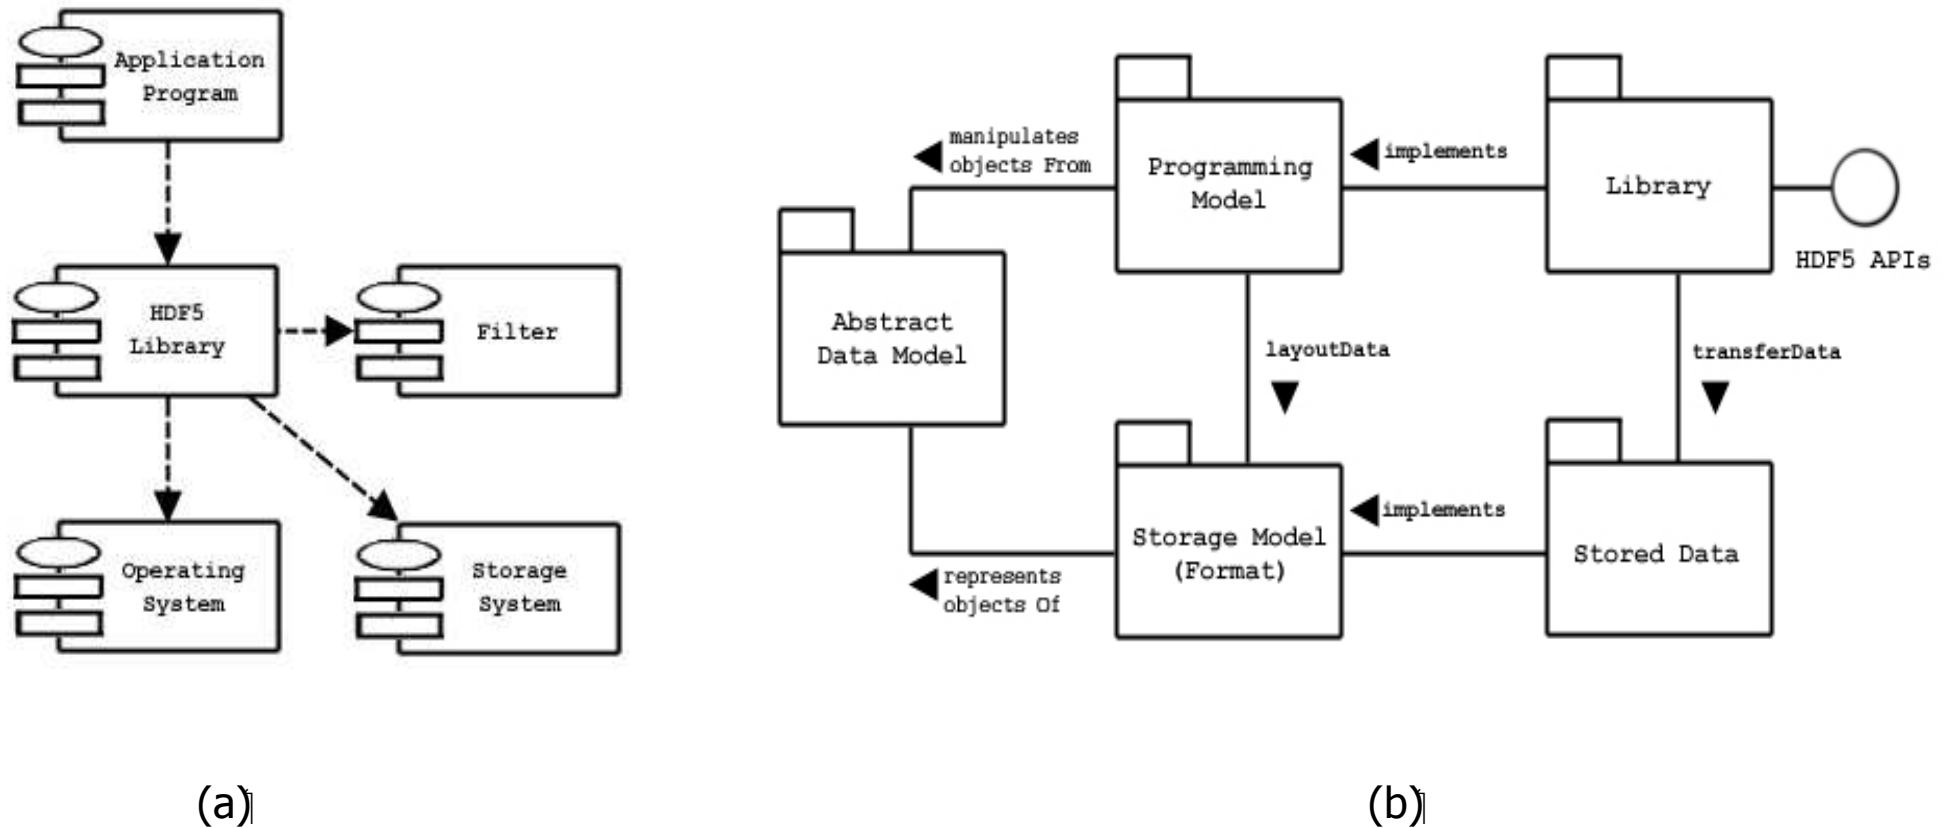 Application
Program
HDF5
Library
Filter
Operating
System
Storage
System
(a)
manipulates
objects From
Programming
Model
implements
Library
HDF5 APIs
Abstract
Data Model
layoutData
transferData
Storage Model
(Format)
implements
Stored Data
represents
objects Of
(b)